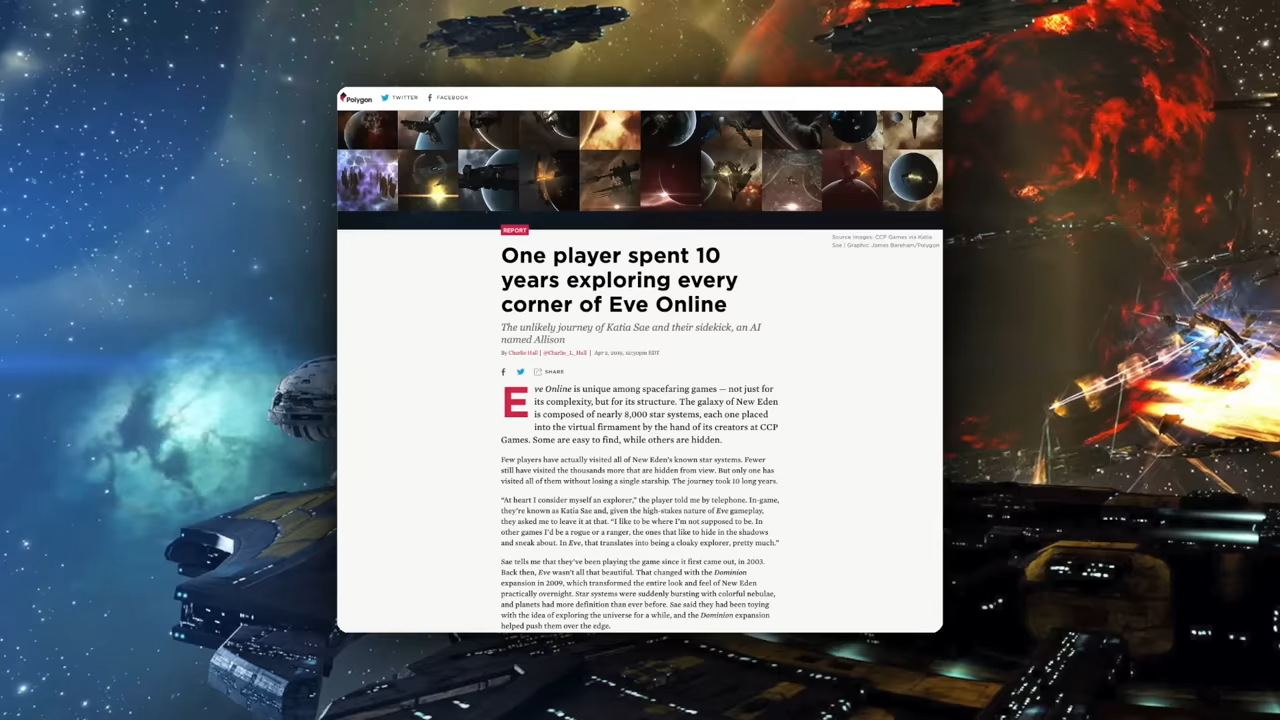 Polygon TWITTER FACEBOOK
REPORT
Source Images: CCP Games via Katia
Sae | Graphic: James Bareham/Polygon
One player spent 10
years exploring every
corner of Eve Online
The unlikely journey of Katia Sae and their sidekick, an AI
named Allison
By Charlie Hall | @Charlie_L_Hall | Apr 2, 2019, 12:30pm EDT
SHARE
Eve Online is unique among spacefaring games — not just for
its complexity, but for its structure. The galaxy of New Eden
is composed of nearly 8,000 star systems, each one placed
into the virtual firmament by the hand of its creators at CCP
Games. Some are easy to find, while others are hidden.
Few players have actually visited all of New Eden's known star systems. Fewer
still have visited the thousands more that are hidden from view. But only one has
visited all of them without losing a single starship. The journey took 10 long years.
“At heart I consider myself an explorer,” the player told me by telephone. In-game,
they're known as Katia Sae and, given the high-stakes nature of Eve gameplay,
they asked me to leave it at that. “I like to be where I'm not supposed to be. In
other games I'd be a rogue or a ranger, the ones that like to hide in the shadows
and sneak about. In Eve, that translates into being a cloaky explorer, pretty much.”
Sae tells me that they've been playing the game since it first came out, in 2003.
Back then, Eve wasn't all that beautiful. That changed with the Dominion
expansion in 2009, which transformed the entire look and feel of New Eden
practically overnight. Star systems were suddenly bursting with colorful nebulae,
and planets had more definition than ever before. Sae said they had been toying
with the idea of exploring the universe for a while, and the Dominion expansion
helped push them over the edge.